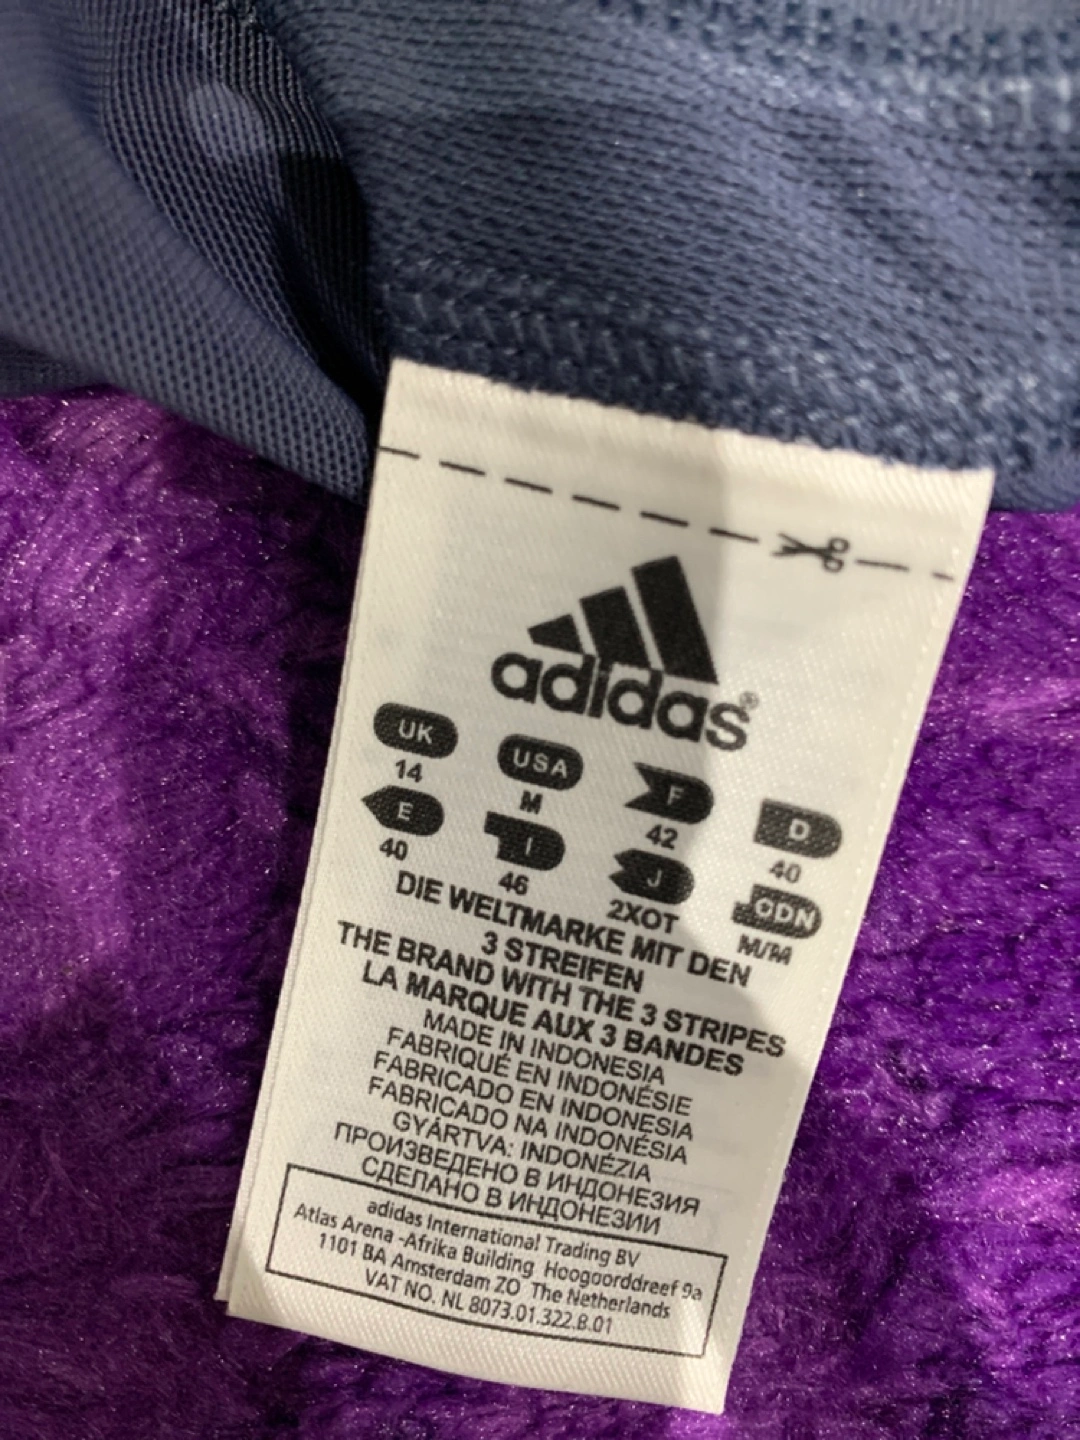 adidas®
UK USA F D
14 M 42 40
E I J CDN
40 46 2XOT M/M
DIE WELTMARKE MIT DEN
3 STREIFEN
THE BRAND WITH THE 3 STRIPES
LA MARQUE AUX 3 BANDES
MADE IN INDONESIA
FABRIQUÉ EN INDONÉSIE
FABRICADO EN INDONESIA
FABRICADO NA INDONÉSIA
GYÁRTVA: INDONÉZIA
ПРОИЗВЕДЕНО В ИНДОНЕЗИЯ
СДЕЛАНО В ИНДОНЕЗИИ
adidas International Trading BV
Atlas Arena -Afrika Building Hoogoorddreef 9a
1101 BA Amsterdam ZO The Netherlands
VAT NO. NL 8073.01.322.B.01